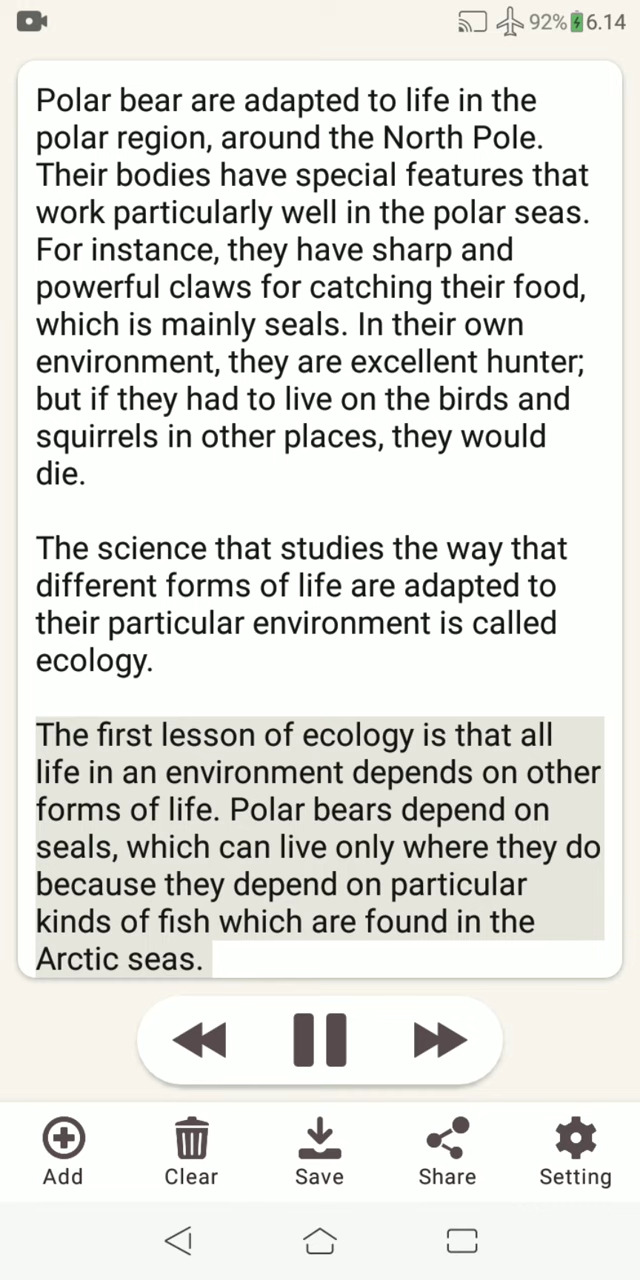 92% 6.14
Polar bear are adapted to life in the
polar region, around the North Pole.
Their bodies have special features that
work particularly well in the polar seas.
For instance, they have sharp and
powerful claws for catching their food,
which is mainly seals. In their own
environment, they are excellent hunter;
but if they had to live on the birds and
squirrels in other places, they would
die.
The science that studies the way that
different forms of life are adapted to
their particular environment is called
ecology.
The first lesson of ecology is that all
life in an environment depends on other
forms of life. Polar bears depend on
seals, which can live only where they do
because they depend on particular
kinds of fish which are found in the
Arctic seas.
Add Clear Save Share Setting